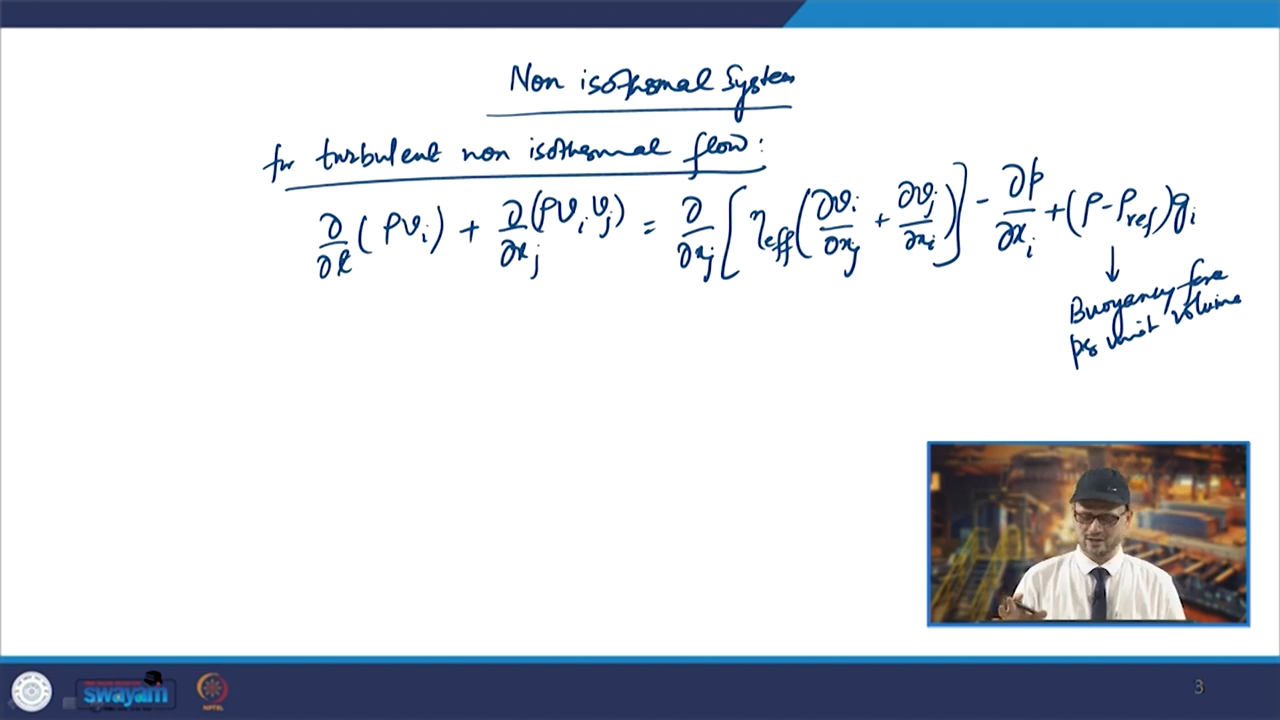 Non isothermal System
for turbulent non isothermal flow:
∂/∂t (ρv_i) + ∂/∂x_j (ρv_i v_j) = ∂/∂x_j [η_eff (∂v_i/∂x_j + ∂v_j/∂x_i)] - ∂p/∂x_i + (ρ-ρ_ref)g_i
↓
Buoyancy force
per unit volume
swayam
NPTEL
3